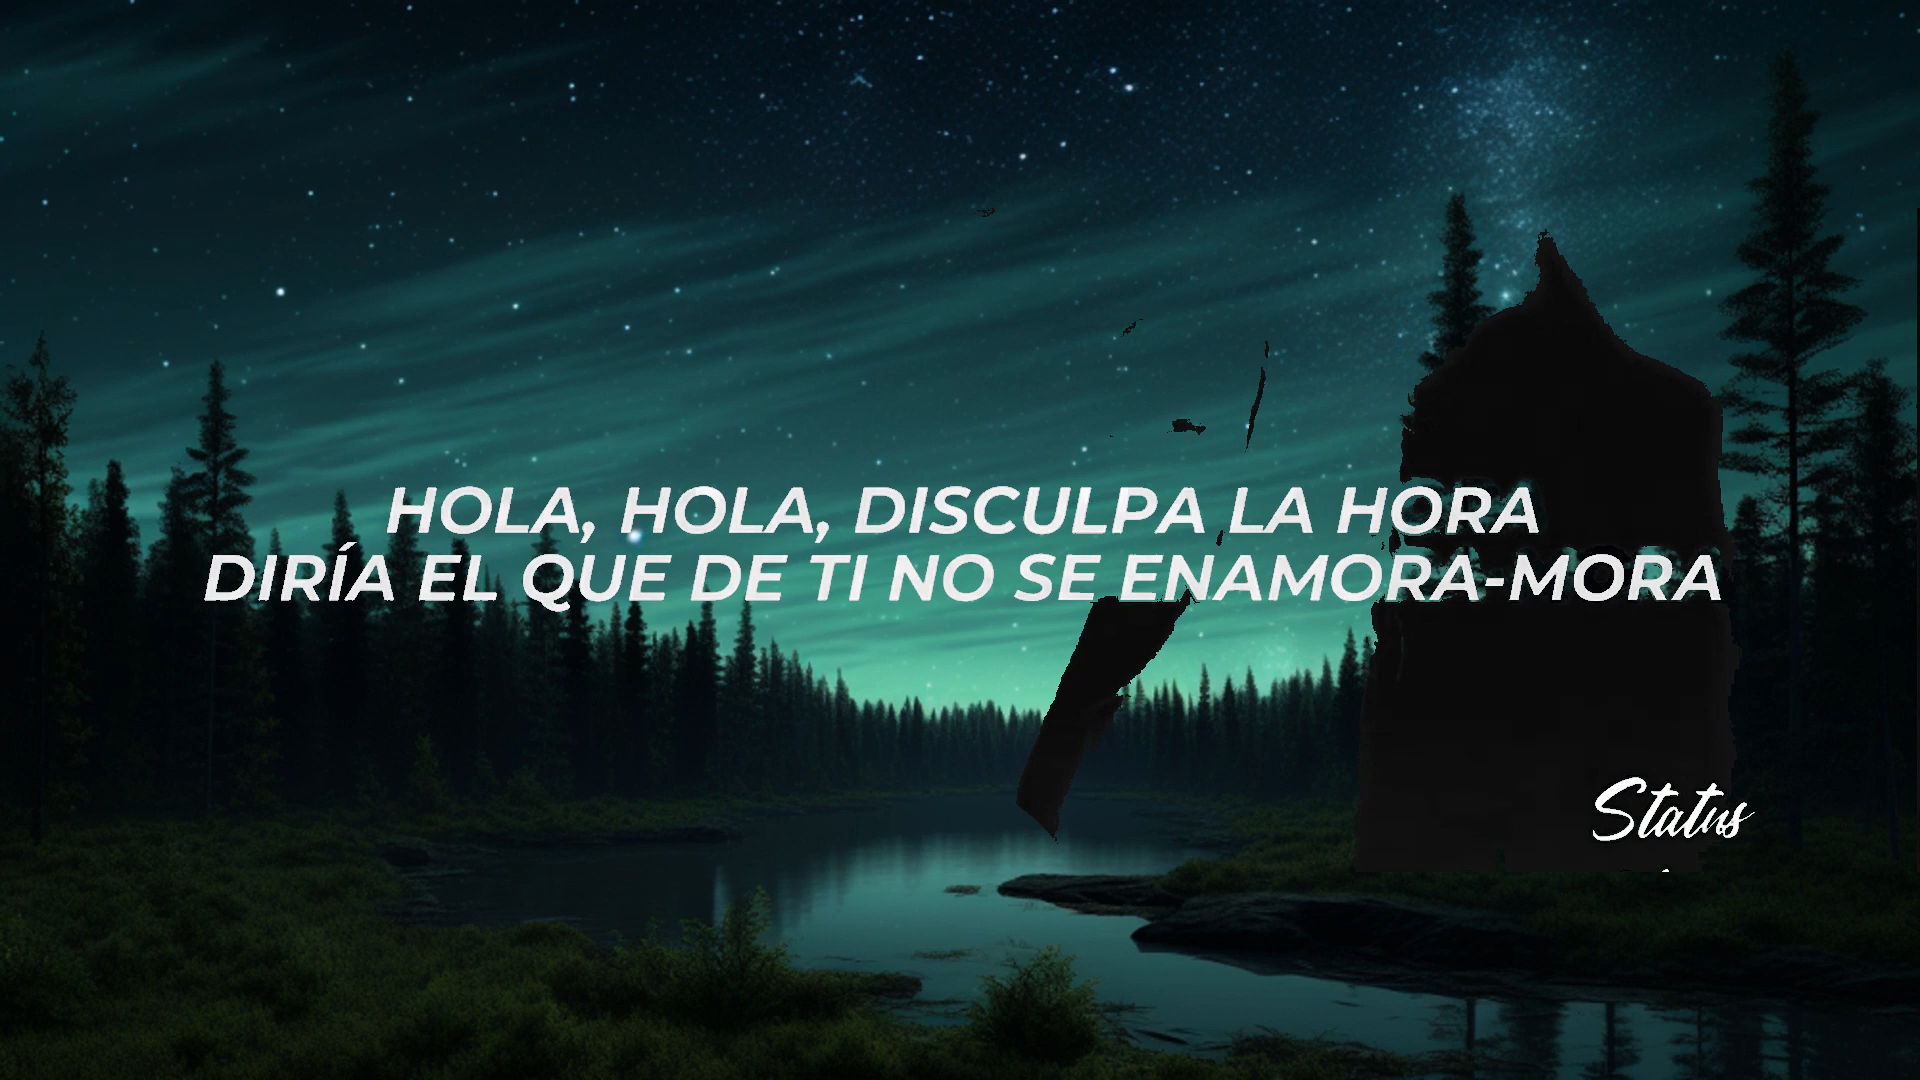 HOLA, HOLA, DISCULPA LA HORA
DIRÍA EL QUE DE TI NO SE ENAMORA-MORA
Status